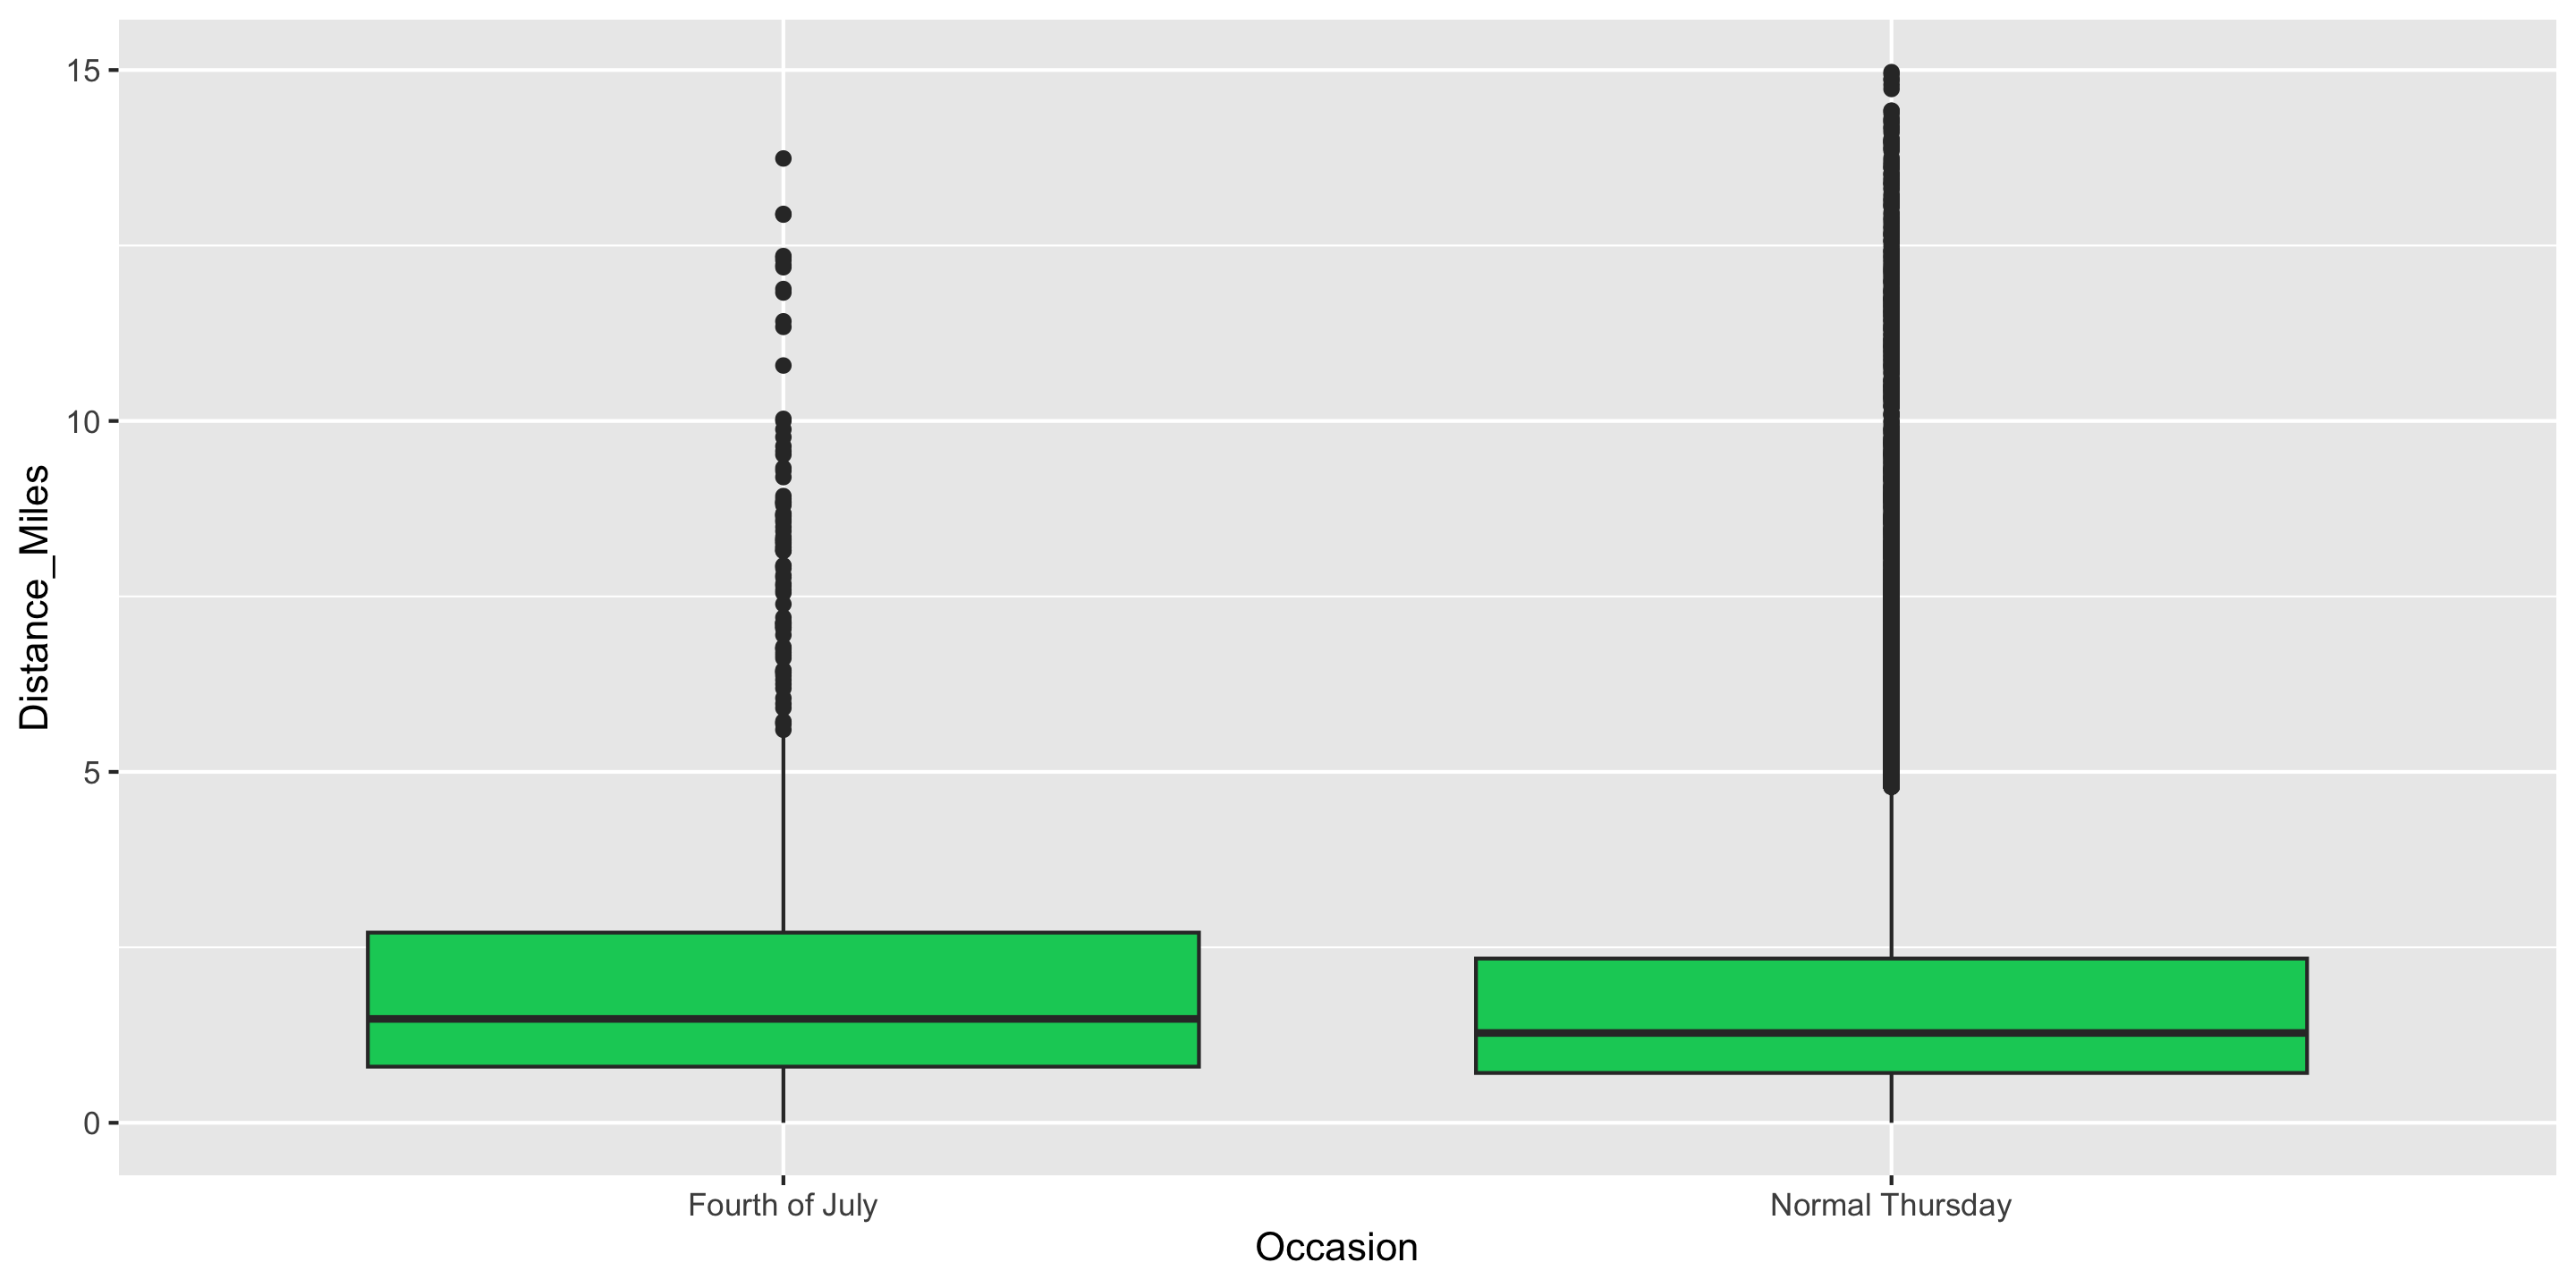 15
10
5
0
Distance_Miles
Fourth of July
Normal Thursday
Occasion